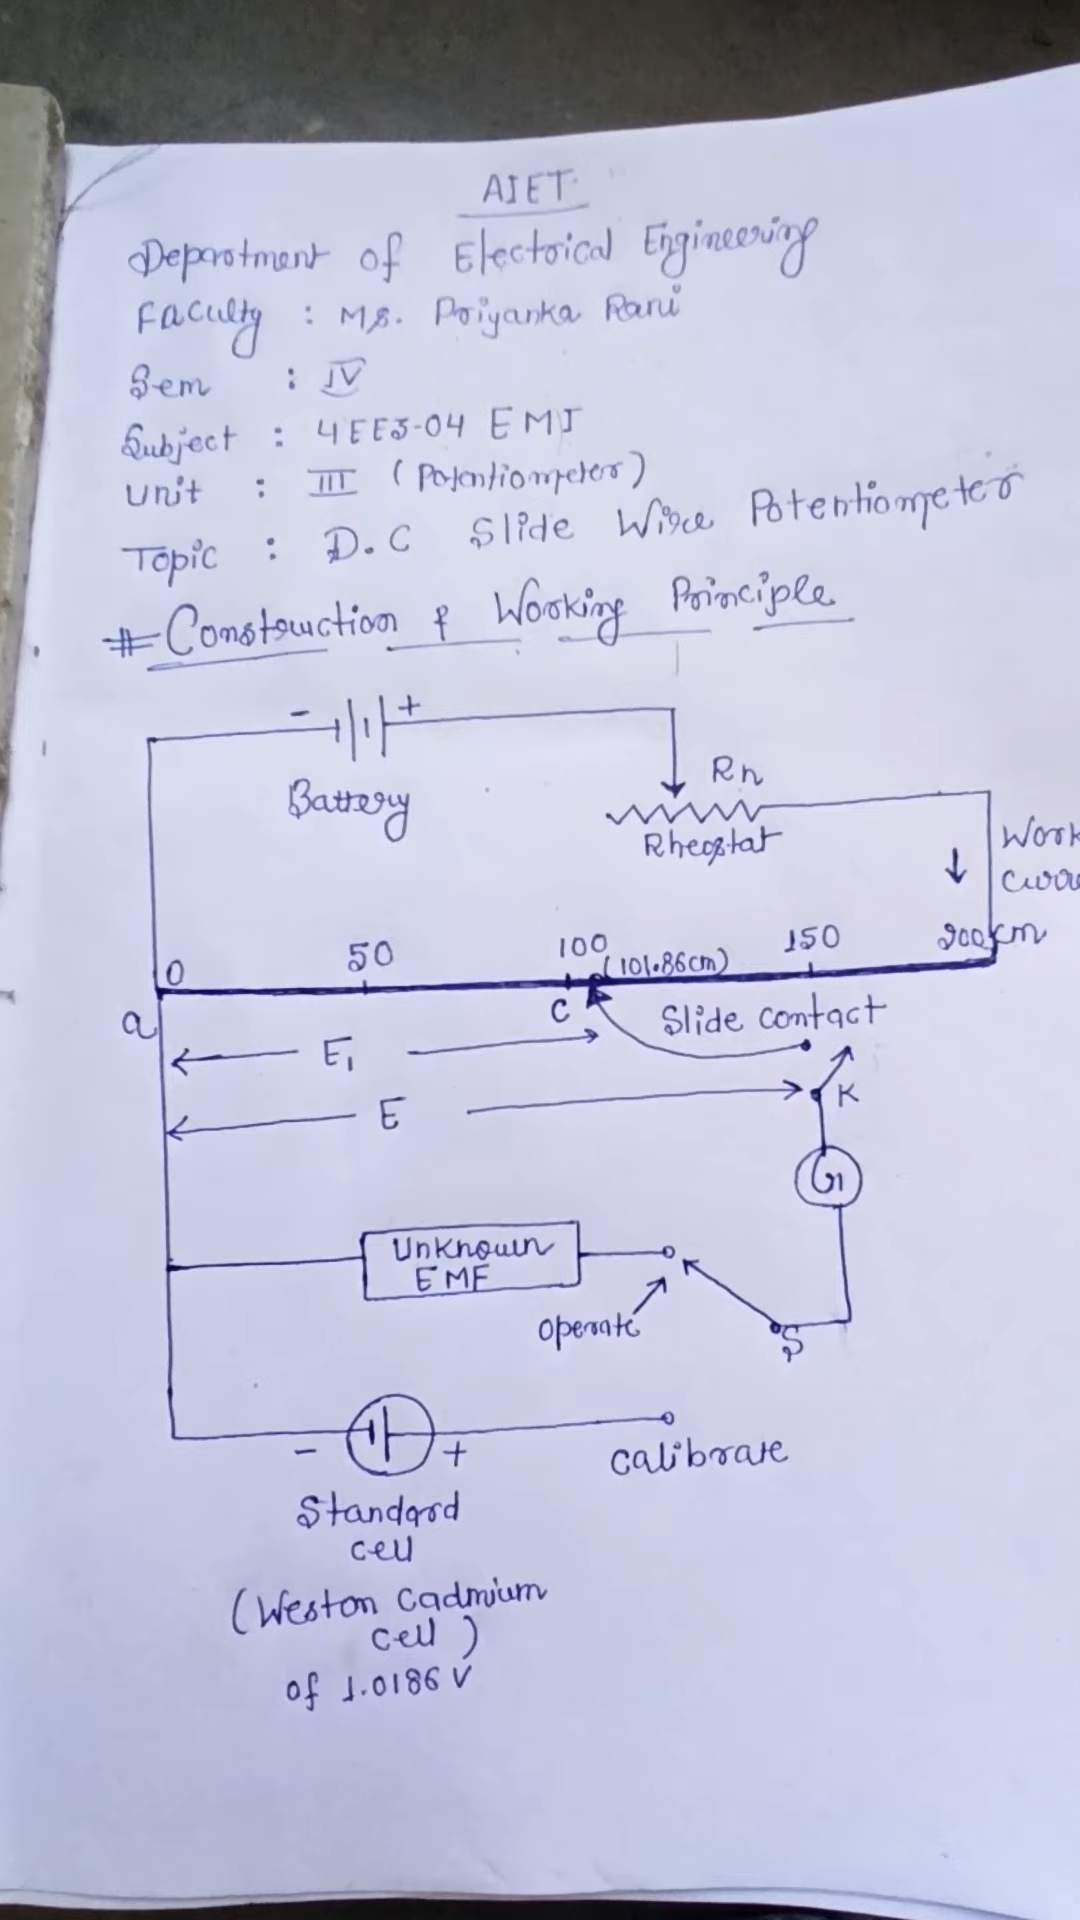 AIET
Department of Electrical Engineering
Faculty : Ms. Priyanka Rani
Sem : IV
Subject : 4EE3-04 EMI
Unit : III (Potentiometer)
Topic : D.C Slide Wire Potentiometer
# Construction & Working Principle
- +
Battery
Rh
Rheostat
Work
0 50 100 (101.86cm) 150 200cm
a C Slide contact
E1
E K
G
Unknown
EMF
operate
S
- +
calibrate
Standard
cell
(Weston Cadmium
cell)
of 1.0186 V